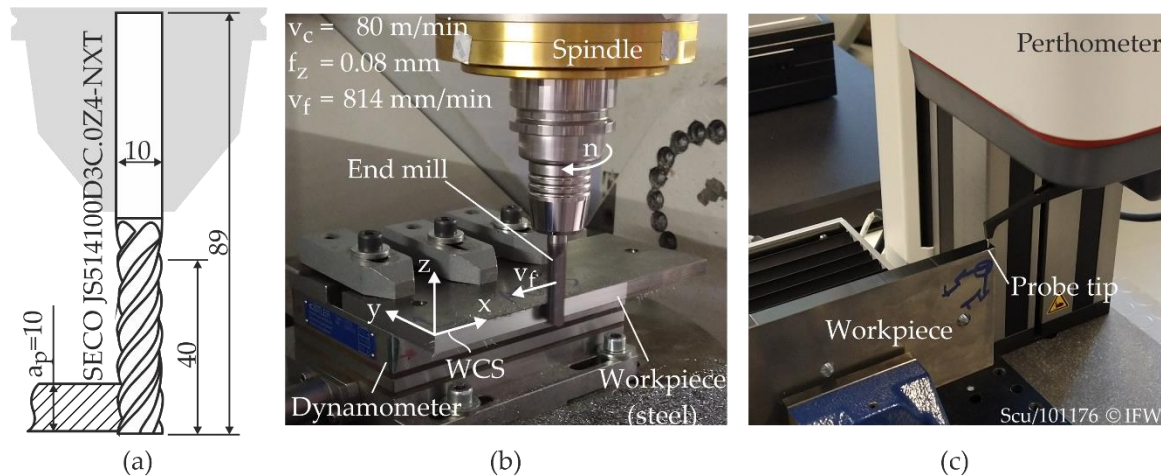 SECO JS514100D3C.0Z4-NXT
10
89
40
aₚ=10
(a)
v_c = 80 m/min
f_z = 0.08 mm
v_f = 814 mm/min
Spindle
n
End mill
z
v_f
y
x
WCS
Dynamometer
Workpiece
(steel)
(b)
Perthometer
Probe tip
Workpiece
Scu/101176 © IFW
(c)